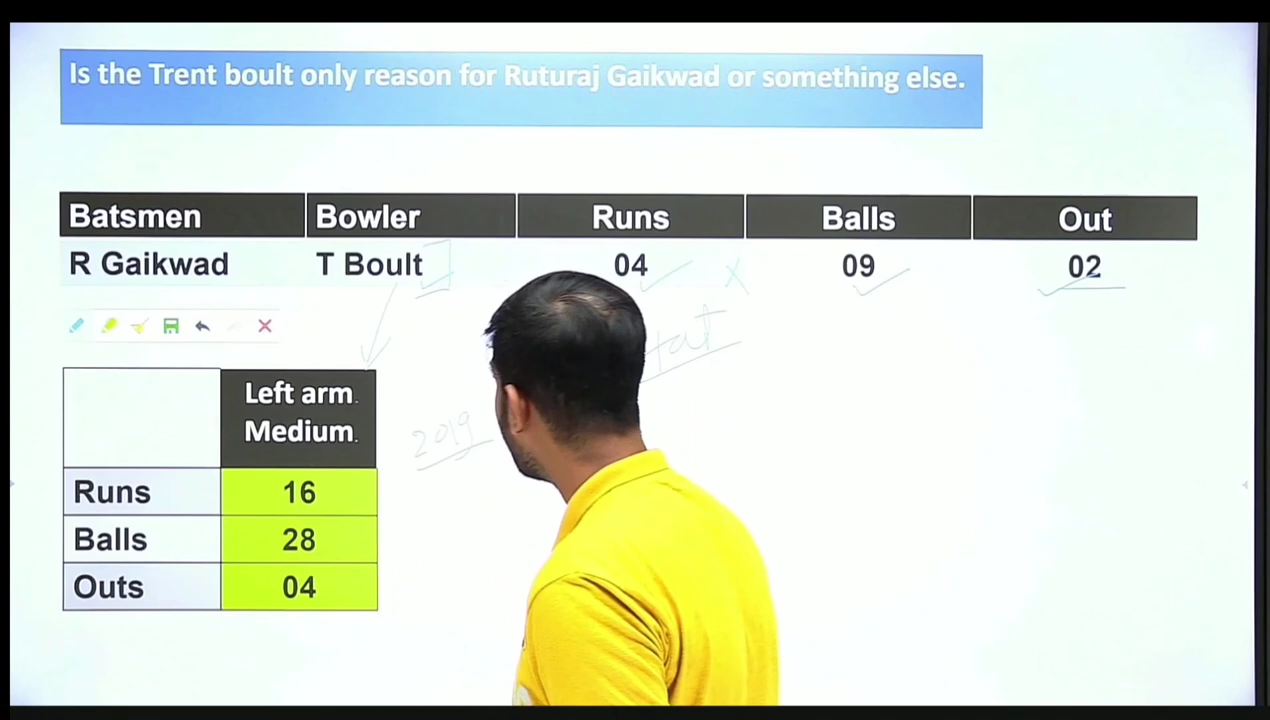 Is the Trent boult only reason for Ruturaj Gaikwad or something else.
Batsmen Bowler Runs Balls Out
R Gaikwad T Boult 04 09 02
Left arm.
Medium.
2019
Runs 16
Balls 28
Outs 04